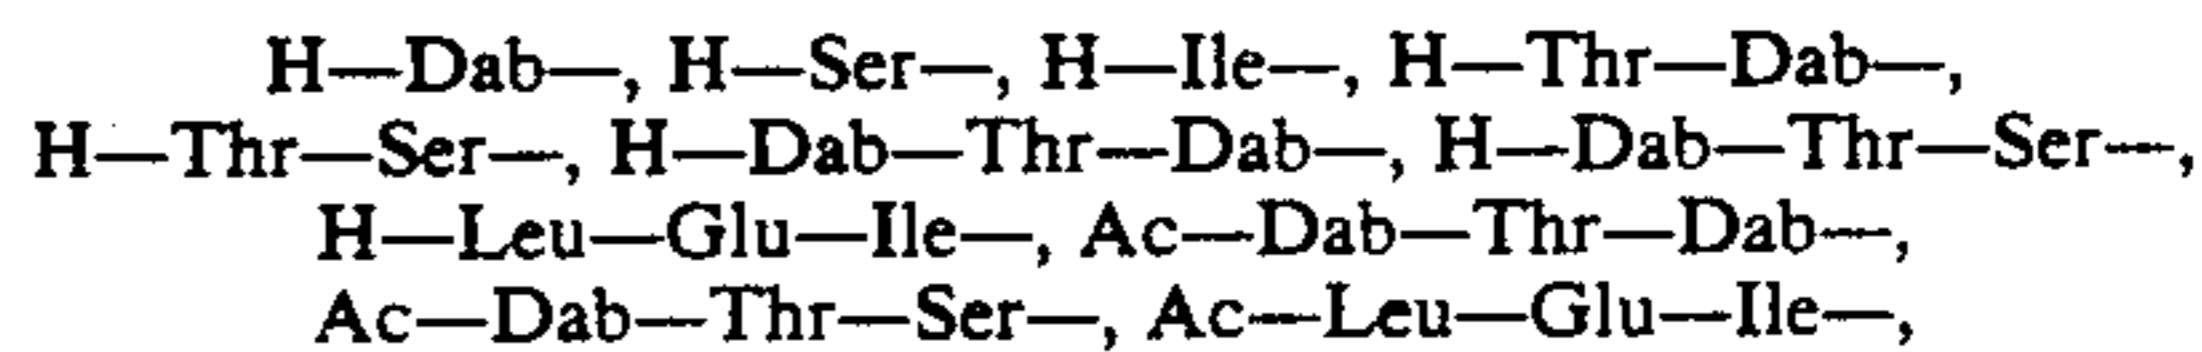 H—Dab—, H—Ser—, H—Ile—, H—Thr—Dab—,
H—Thr—Ser—, H—Dab—Thr—Dab—, H—Dab—Thr—Ser—,
H—Leu—Glu—Ile—, Ac—Dab—Thr—Dab—,
Ac—Dab—Thr—Ser—, Ac—Leu—Glu—Ile—,